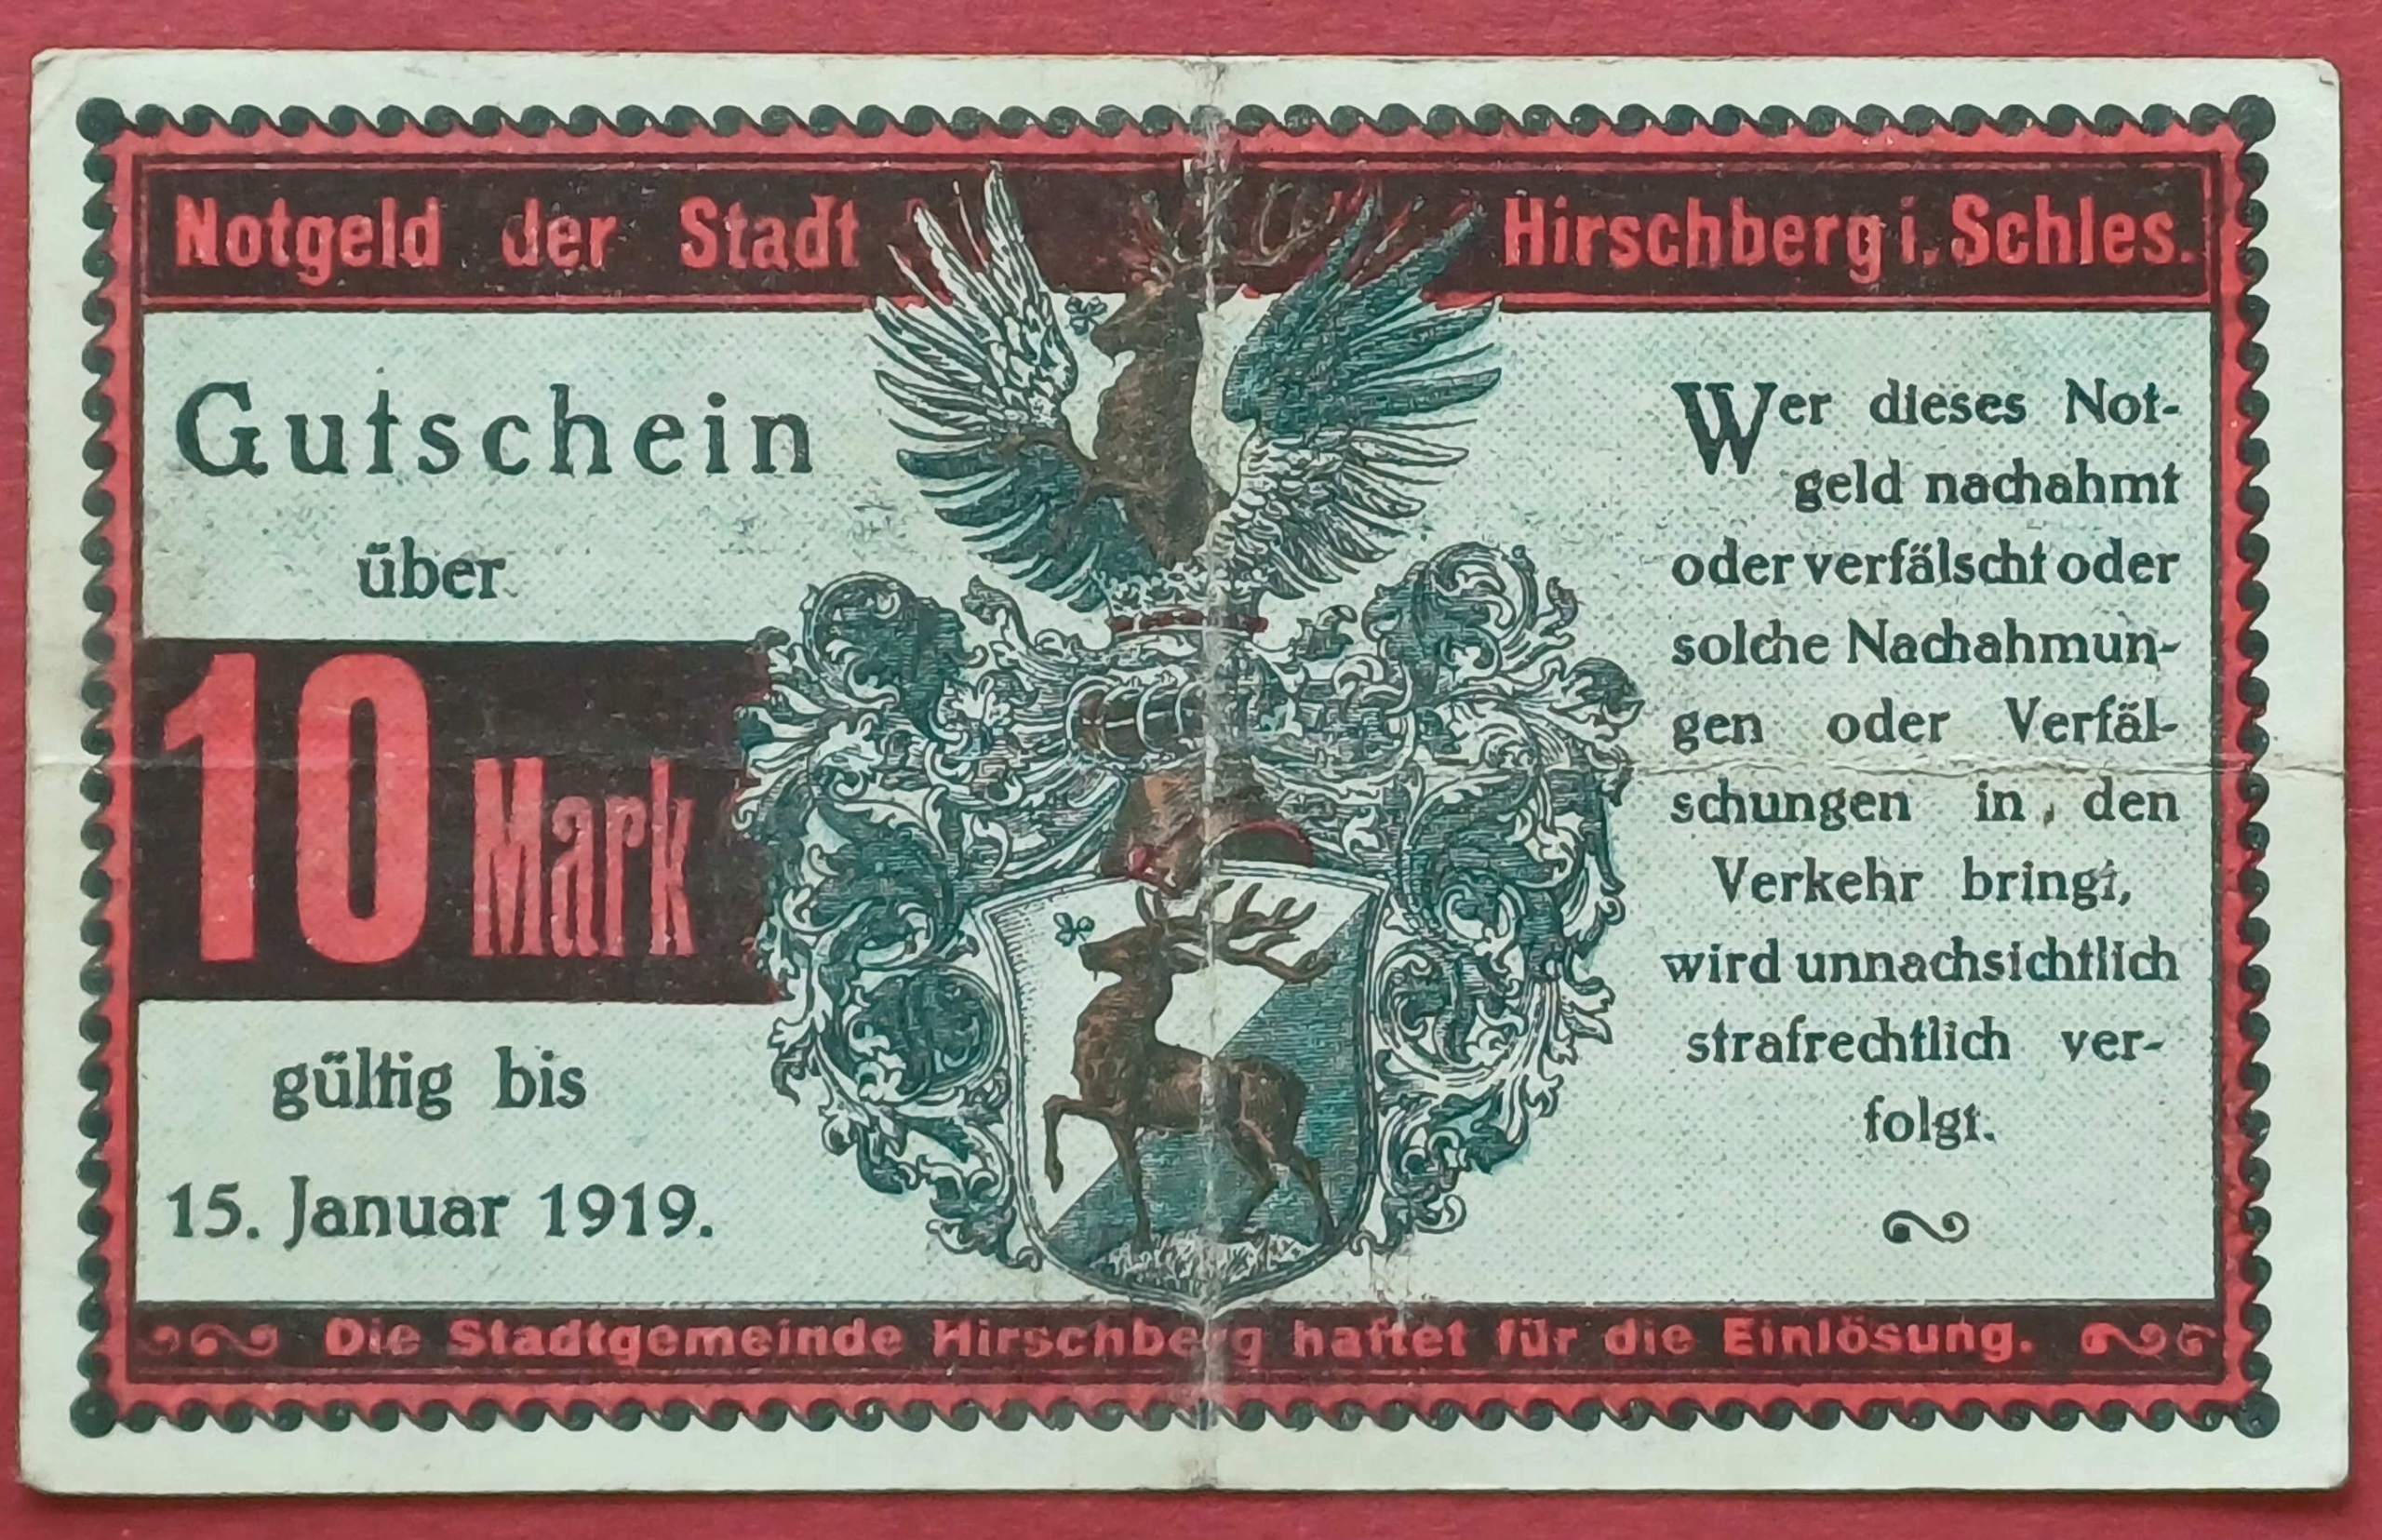 Notgeld der Stadt Hirschberg i. Schles.
Gutschein
über
10 Mark
gültig bis
15. Januar 1919.
Wer dieses Not-
geld nachahmt
oder verfälscht oder
solche Nachahmun-
gen oder Verfäl-
schungen in den
Verkehr bringt,
wird unnachsichtlich
strafrechtlich ver-
folgt.
Die Stadtgemeinde Hirschberg haftet für die Einlösung.